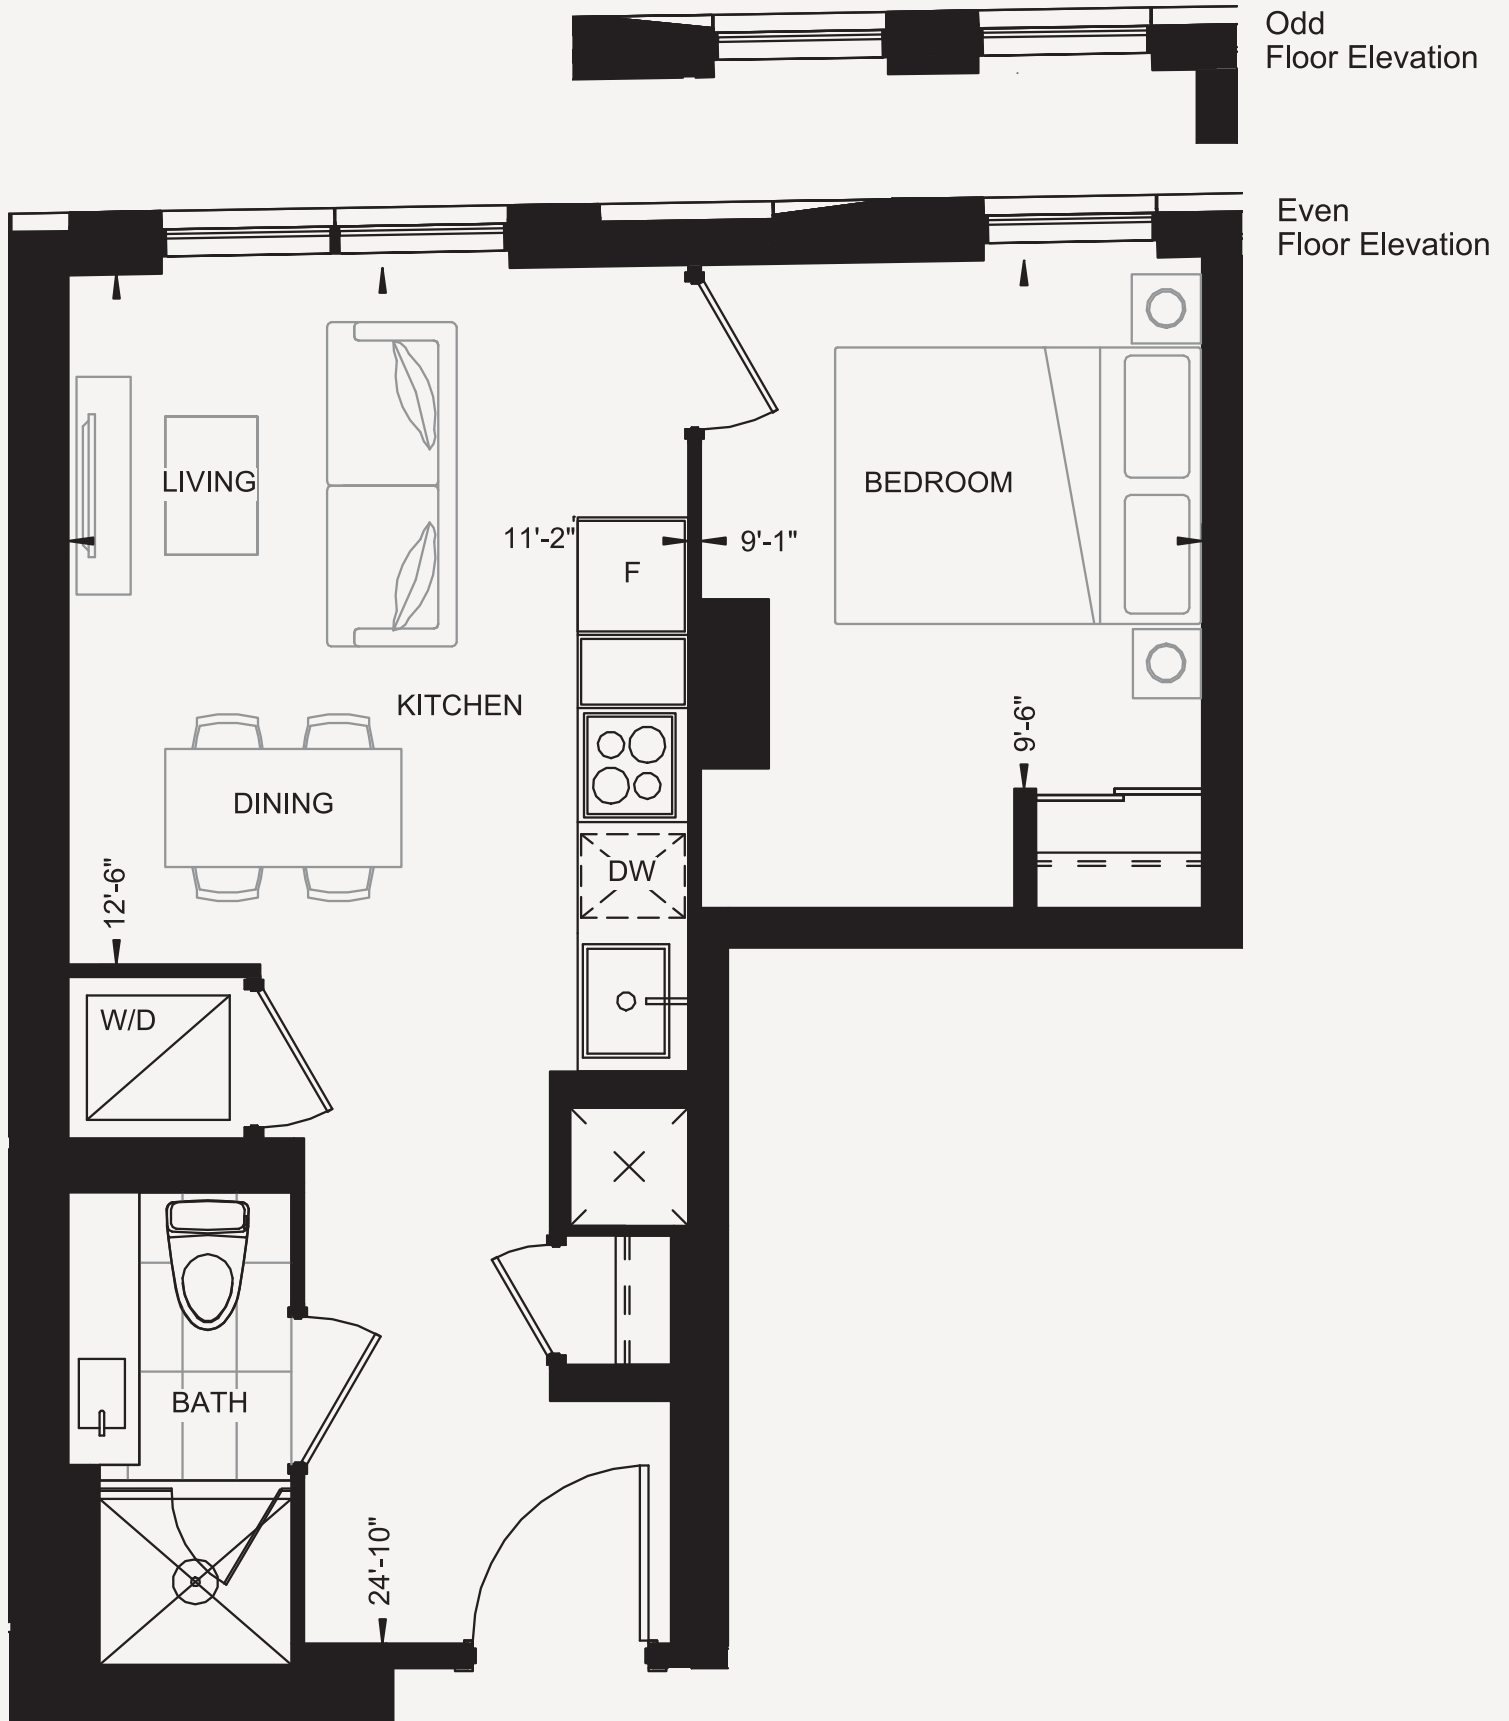 Odd
Floor Elevation
Even
Floor Elevation
LIVING
BEDROOM
11'-2"
9'-1"
F
KITCHEN
9'-6"
DINING
DW
12'-6"
W/D
BATH
24'-10"